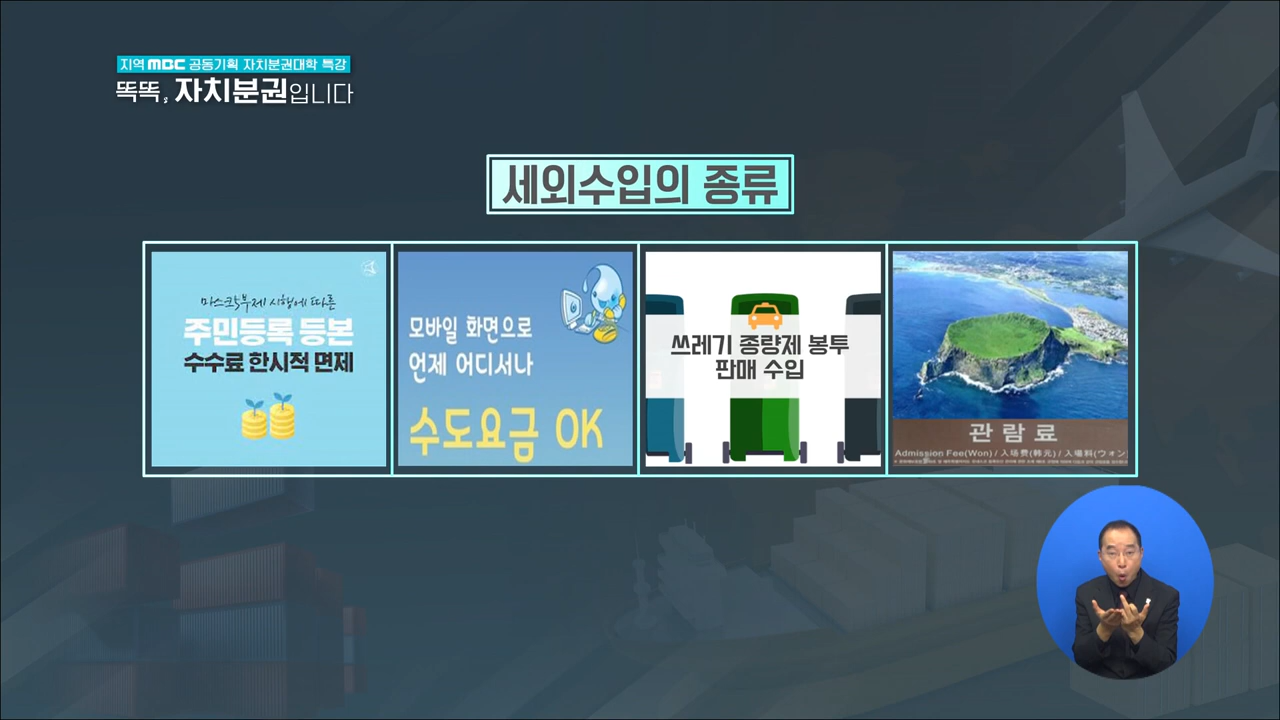 지역 MBC 공동기획 자치분권대학 특강
똑똑, 자치분권입니다
세외수입의 종류
마스크5부제 시행에 따른
주민등록 등본
수수료 한시적 면제
모바일 화면으로
언제 어디서나
수도요금 OK
쓰레기 종량제 봉투
판매 수입
관 람 료
Admission Fee(Won) / 入场费(韩元) / 入場料(ウォン)